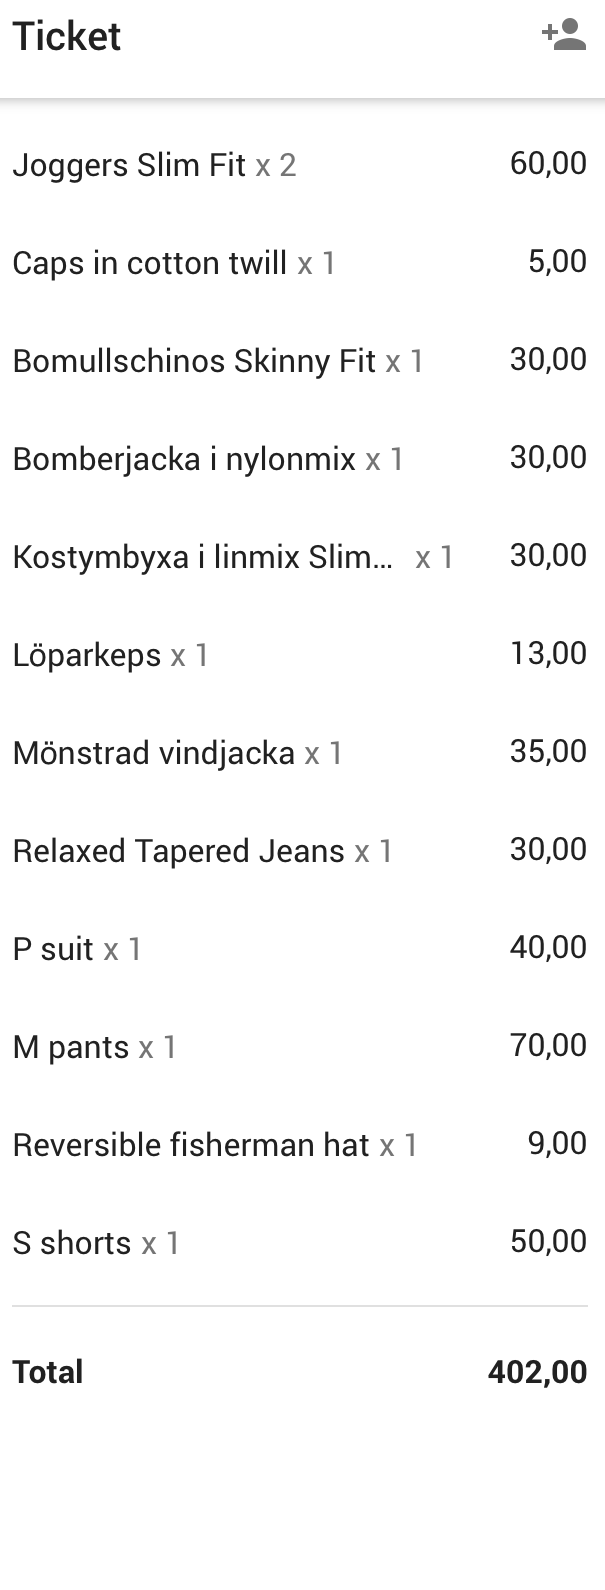 Ticket
Joggers Slim Fit x 2 60,00
Caps in cotton twill x 1 5,00
Bomullschinos Skinny Fit x 1 30,00
Bomberjacka i nylonmix x 1 30,00
Kostymbyxa i linmix Slim... x 1 30,00
Löparkeps x 1 13,00
Mönstrad vindjacka x 1 35,00
Relaxed Tapered Jeans x 1 30,00
P suit x 1 40,00
M pants x 1 70,00
Reversible fisherman hat x 1 9,00
S shorts x 1 50,00
Total 402,00